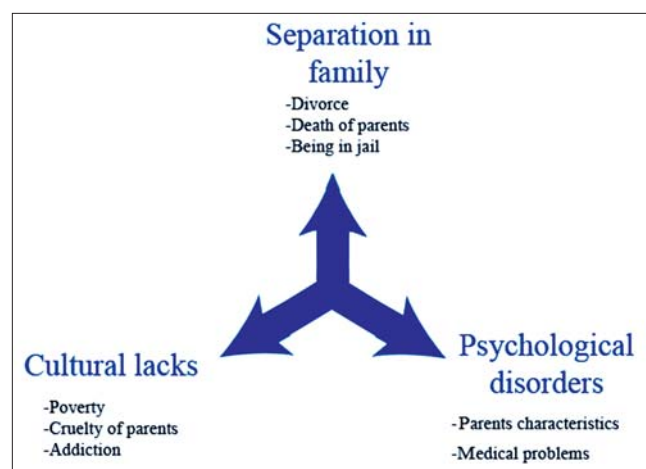 Separation in
family
-Divorce
-Death of parents
-Being in jail
Cultural lacks
-Poverty
-Cruelty of parents
-Addiction
Psychological
disorders
-Parents characteristics
-Medical problems